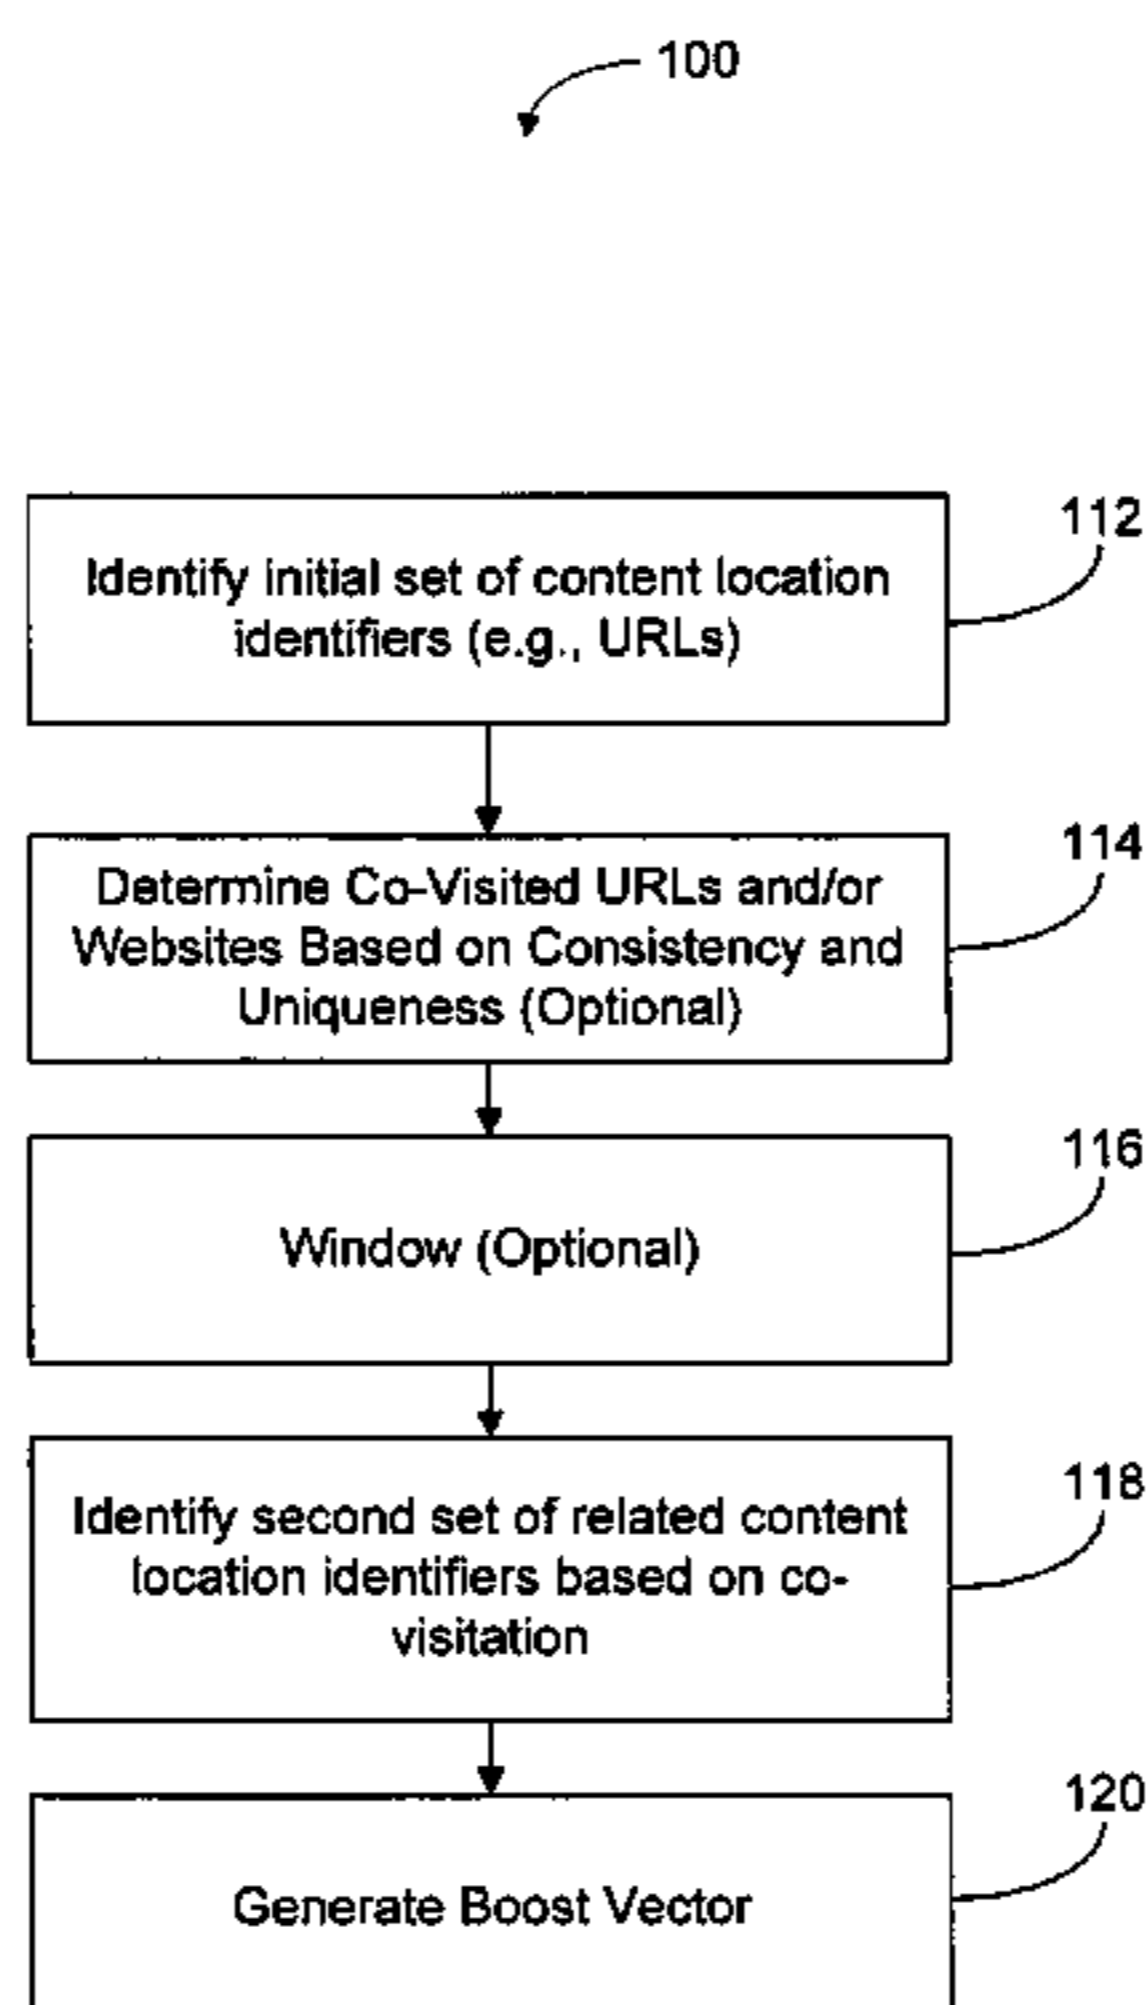 100
Identify initial set of content location
identifiers (e.g., URLs)
112
Determine Co-Visited URLs and/or
Websites Based on Consistency and
Uniqueness (Optional)
114
Window (Optional)
116
Identify second set of related content
location identifiers based on co-
visitation
118
Generate Boost Vector
120